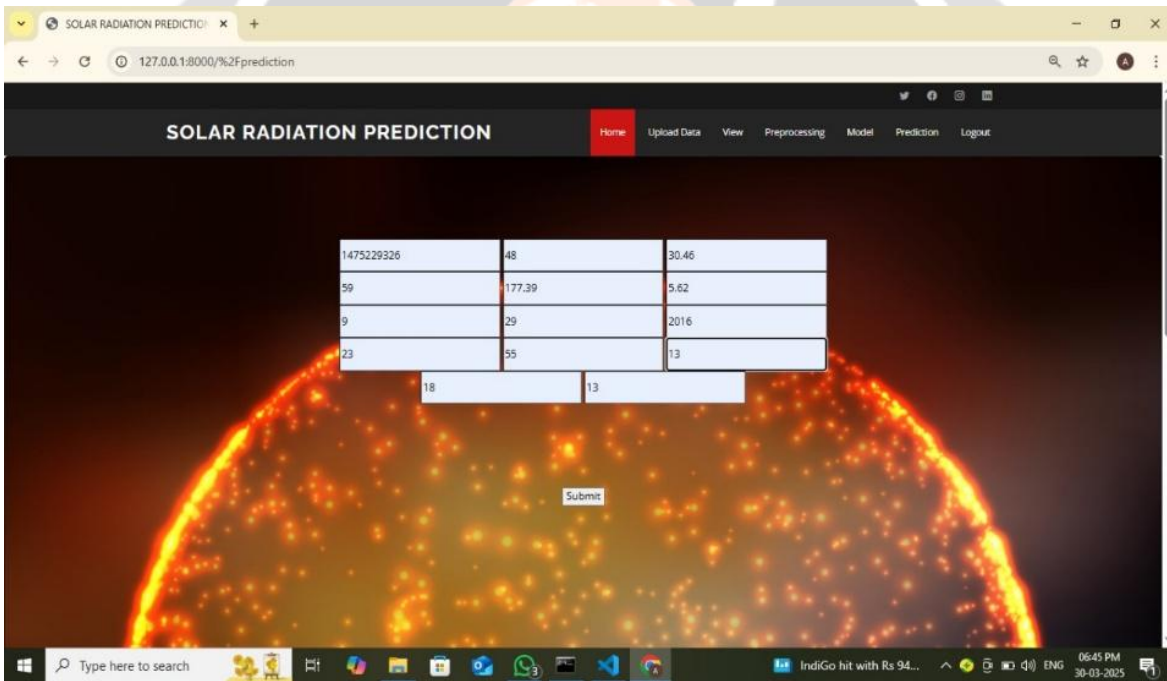 SOLAR RADIATION PREDICTION
127.0.0.1:8000/%2Fprediction
A
SOLAR RADIATION PREDICTION Home Upload Data View Preprocessing Model Prediction Logout
1475229326 48 30.46
59 177.39 5.62
9 29 2016
23 55 13
18 13
Submit
Type here to search IndiGo hit with Rs 94... ENG 06:45 PM
30-03-2025